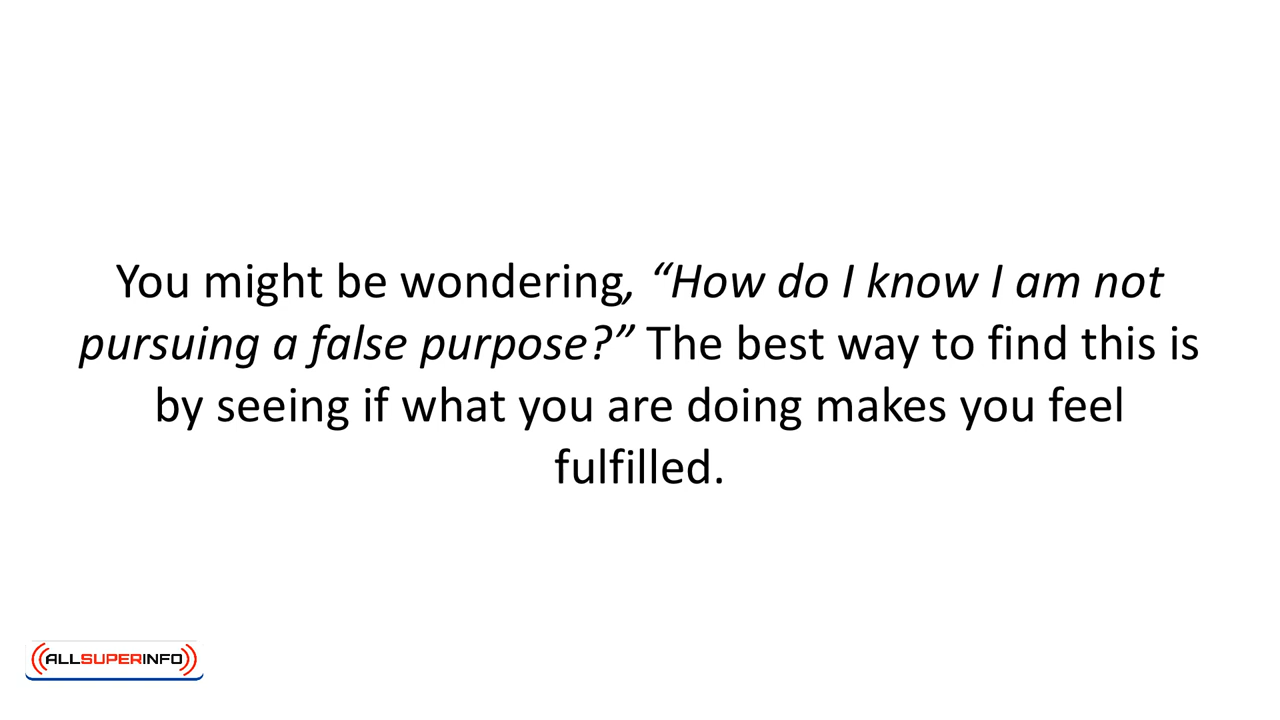 You might be wondering, “How do I know I am not
pursuing a false purpose?” The best way to find this is
by seeing if what you are doing makes you feel
fulfilled.
ALLSUPERINFO